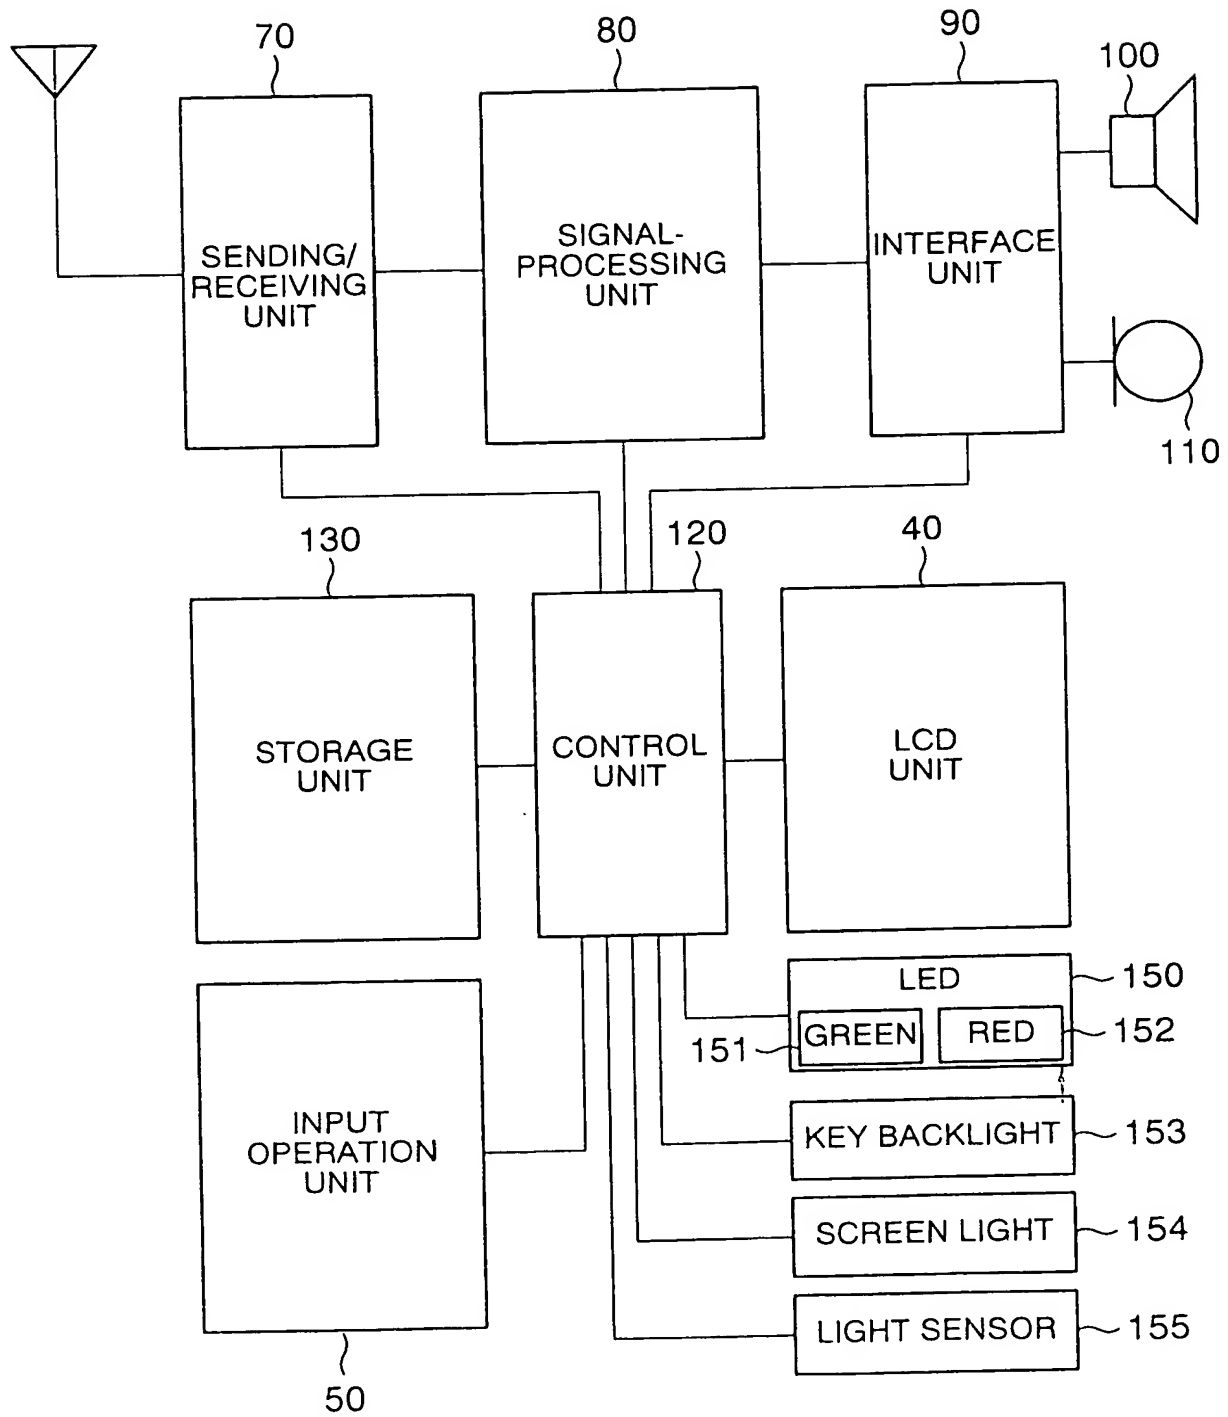 70
80
90
100
SENDING/
RECEIVING
UNIT
SIGNAL-
PROCESSING
UNIT
INTERFACE
UNIT
110
130
120
40
STORAGE
UNIT
CONTROL
UNIT
LCD
UNIT
LED
150
151
GREEN
RED
152
INPUT
OPERATION
UNIT
KEY BACKLIGHT
153
SCREEN LIGHT
154
LIGHT SENSOR
155
50